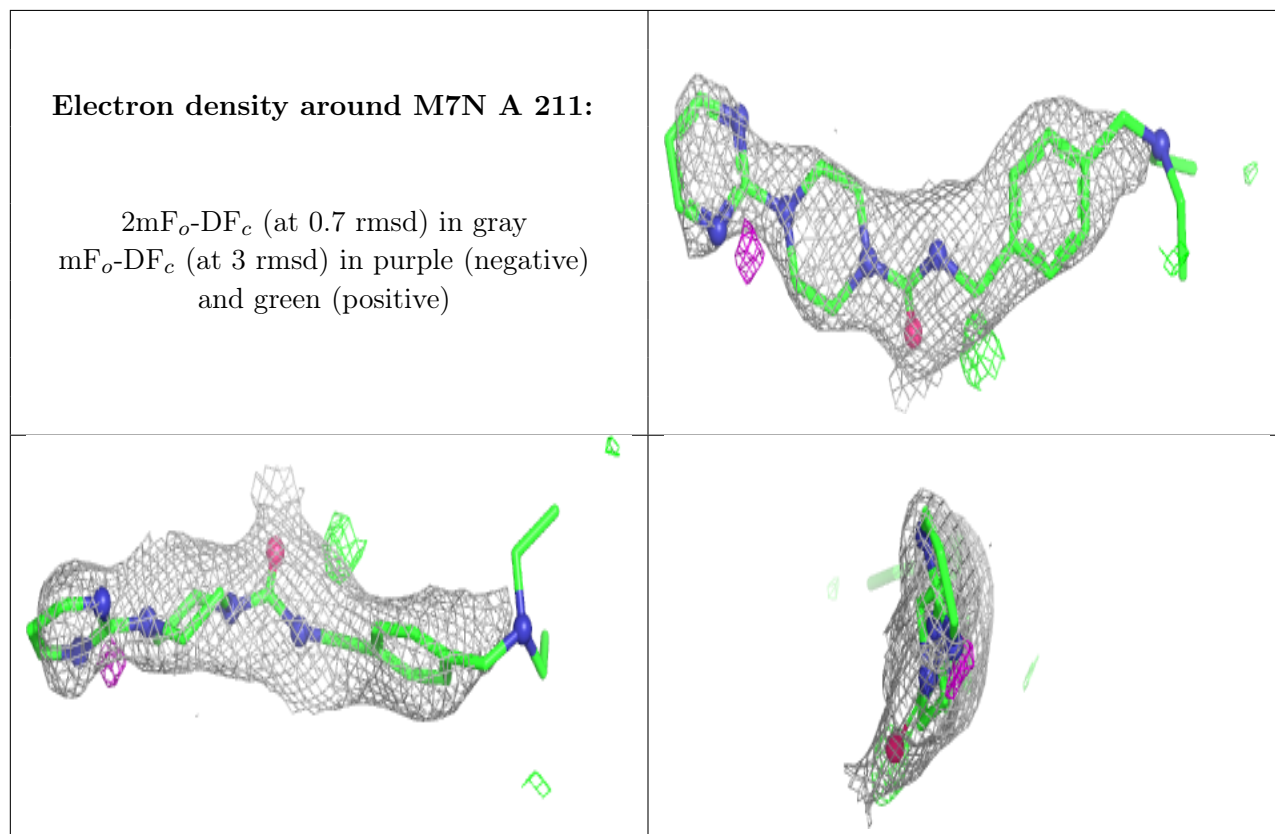 Electron density around M7N A 211:
2mFo-DFc (at 0.7 rmsd) in gray
mFo-DFc (at 3 rmsd) in purple (negative)
and green (positive)